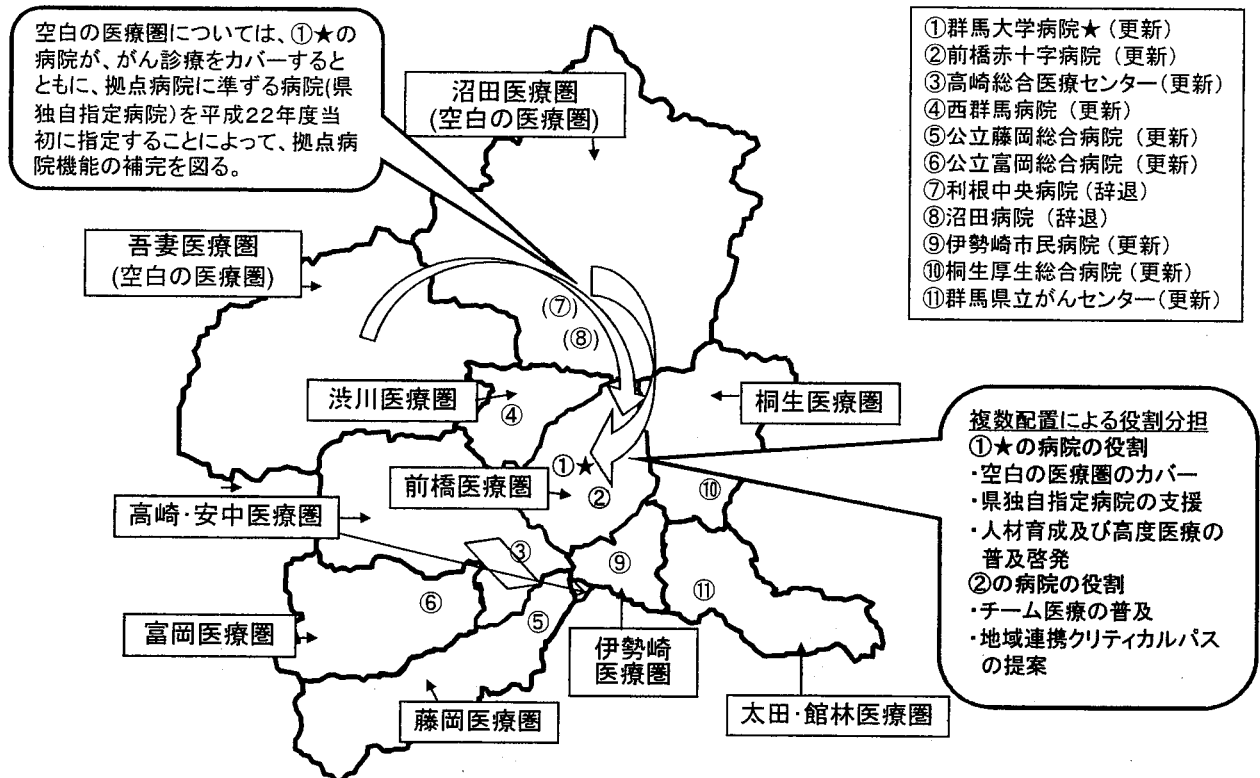 空白の医療圏については、①★の
病院が、がん診療をカバーすると
ともに、拠点病院に準ずる病院(県
独自指定病院)を平成22年度当
初に指定することによって、拠点病
院機能の補完を図る。
沼田医療圏
(空白の医療圏)
①群馬大学病院★(更新)
②前橋赤十字病院(更新)
③高崎総合医療センター(更新)
④西群馬病院(更新)
⑤公立藤岡総合病院(更新)
⑥公立富岡総合病院(更新)
⑦利根中央病院(辞退)
⑧沼田病院(辞退)
⑨伊勢崎市民病院(更新)
⑩桐生厚生総合病院(更新)
⑪群馬県立がんセンター(更新)
吾妻医療圏
(空白の医療圏)
(⑦)
(⑧)
渋川医療圏
④
桐生医療圏
①★
前橋医療圏
②
⑩
高崎・安中医療圏
③
⑨
⑪
⑥
⑤
富岡医療圏
伊勢崎
医療圏
藤岡医療圏
太田・館林医療圏
複数配置による役割分担
①★の病院の役割
・空白の医療圏のカバー
・県独自指定病院の支援
・人材育成及び高度医療の
普及啓発
②の病院の役割
・チーム医療の普及
・地域連携クリティカルパス
の提案